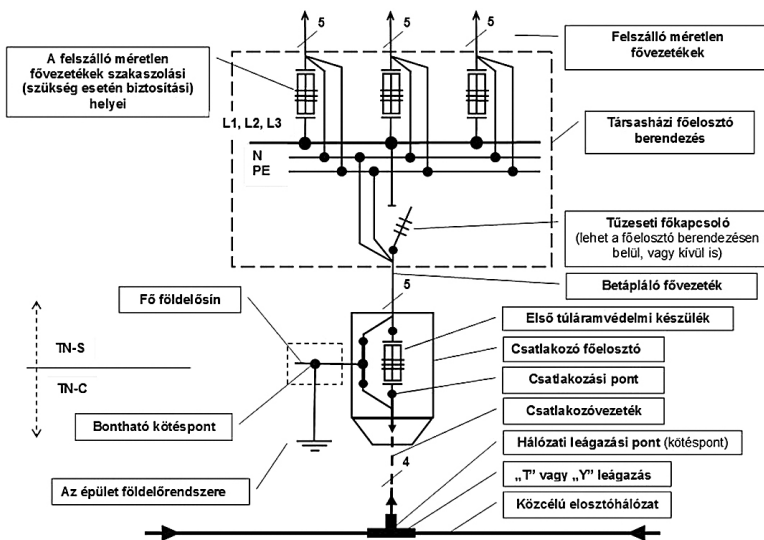 5
5
5
Felszálló méretlen
fővezetékek
A felszálló méretlen
fővezetékek szakaszolási
(szükség esetén biztosítási)
helyei
L1, L2, L3
N
PE
Társasházi főelosztó
berendezés
Tűzeseti főkapcsoló
(lehet a főelosztó berendezésen
belül, vagy kívül is)
Betápláló fővezeték
5
Fő földelősín
Első túláramvédelmi készülék
TN-S
Csatlakozó főelosztó
TN-C
Csatlakozási pont
Bontható kötéspont
Csatlakozóvezeték
Hálózati leágazási pont (kötéspont)
4
Az épület földelőrendszere
„T” vagy „Y” leágazás
Közcélú elosztóhálózat